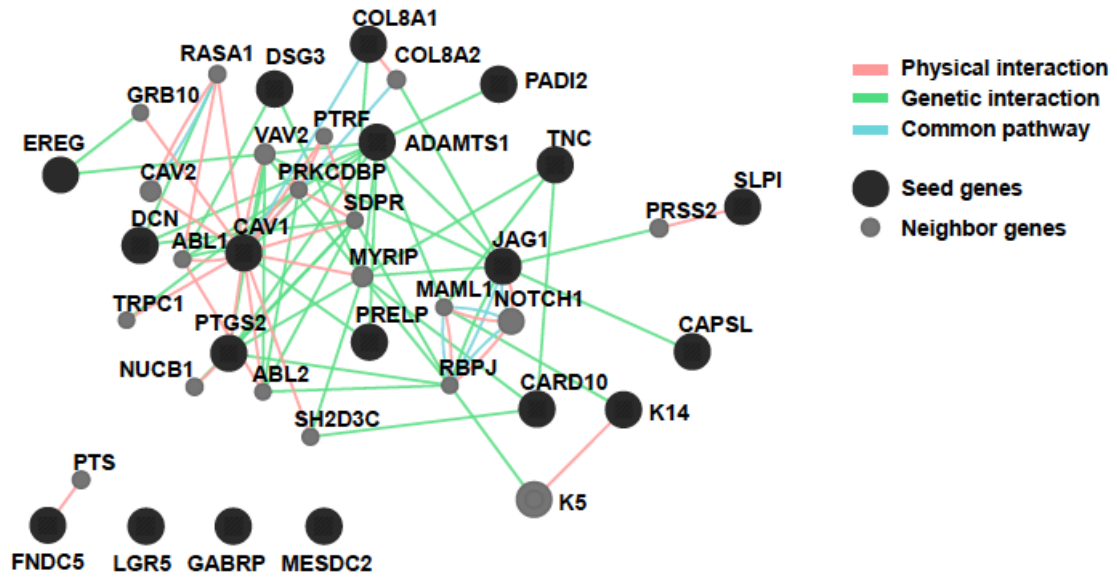 COL8A1
RASA1
DSG3
COL8A2
PADI2
Physical interaction
Genetic interaction
Common pathway
GRB10
PTRF
EREG
VAV2
ADAMTS1
TNC
CAV2
PRKCDBP
SLPI
Seed genes
SDPR
PRSS2
Neighbor genes
DCN
CAV1
ABL1
JAG1
MYRIP
TRPC1
MAML1
NOTCH1
PTGS2
PRELP
CAPSL
NUCB1
ABL2
RBPJ
CARD10
SH2D3C
K14
PTS
K5
FNDC5
LGR5
GABRP
MESDC2